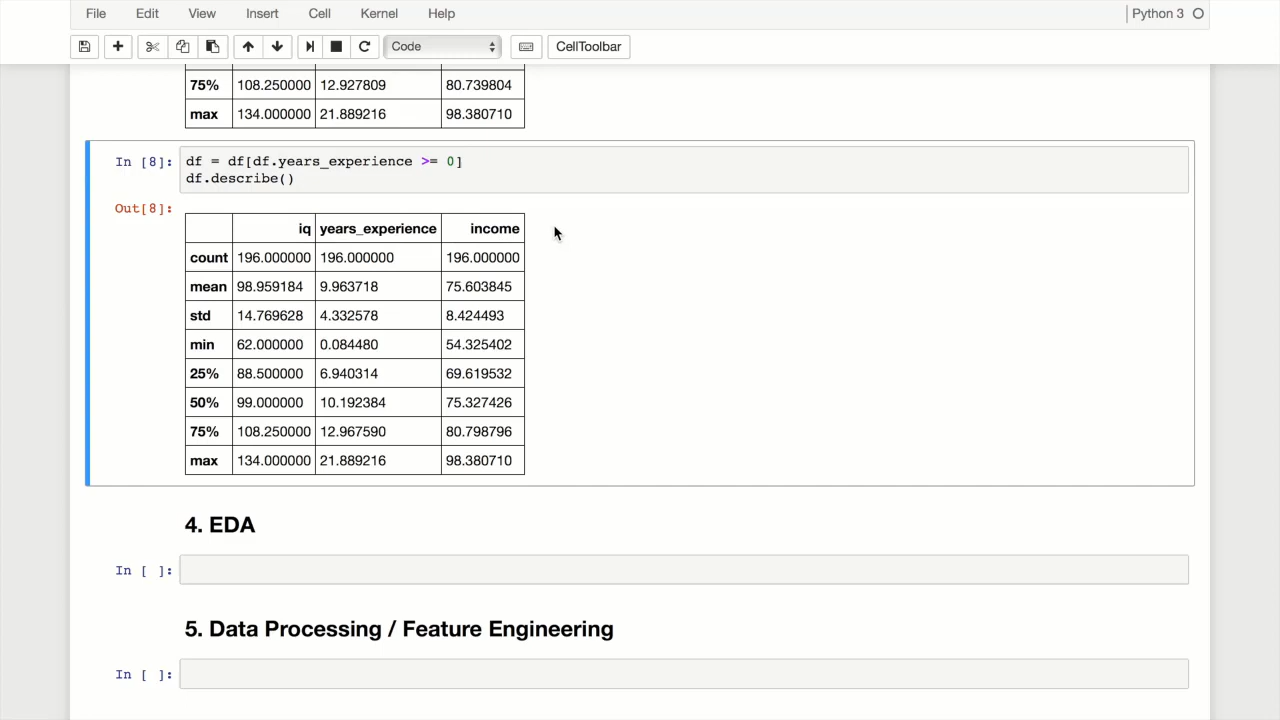 File Edit View Insert Cell Kernel Help Python 3
Code CellToolbar
75% 108.250000 12.927809 80.739804
max 134.000000 21.889216 98.380710
In [8]: df = df[df.years_experience >= 0]
df.describe()
Out[8]:
iq years_experience income
count 196.000000 196.000000 196.000000
mean 98.959184 9.963718 75.603845
std 14.769628 4.332578 8.424493
min 62.000000 0.084480 54.325402
25% 88.500000 6.940314 69.619532
50% 99.000000 10.192384 75.327426
75% 108.250000 12.967590 80.798796
max 134.000000 21.889216 98.380710
4. EDA
In [ ]:
5. Data Processing / Feature Engineering
In [ ]: